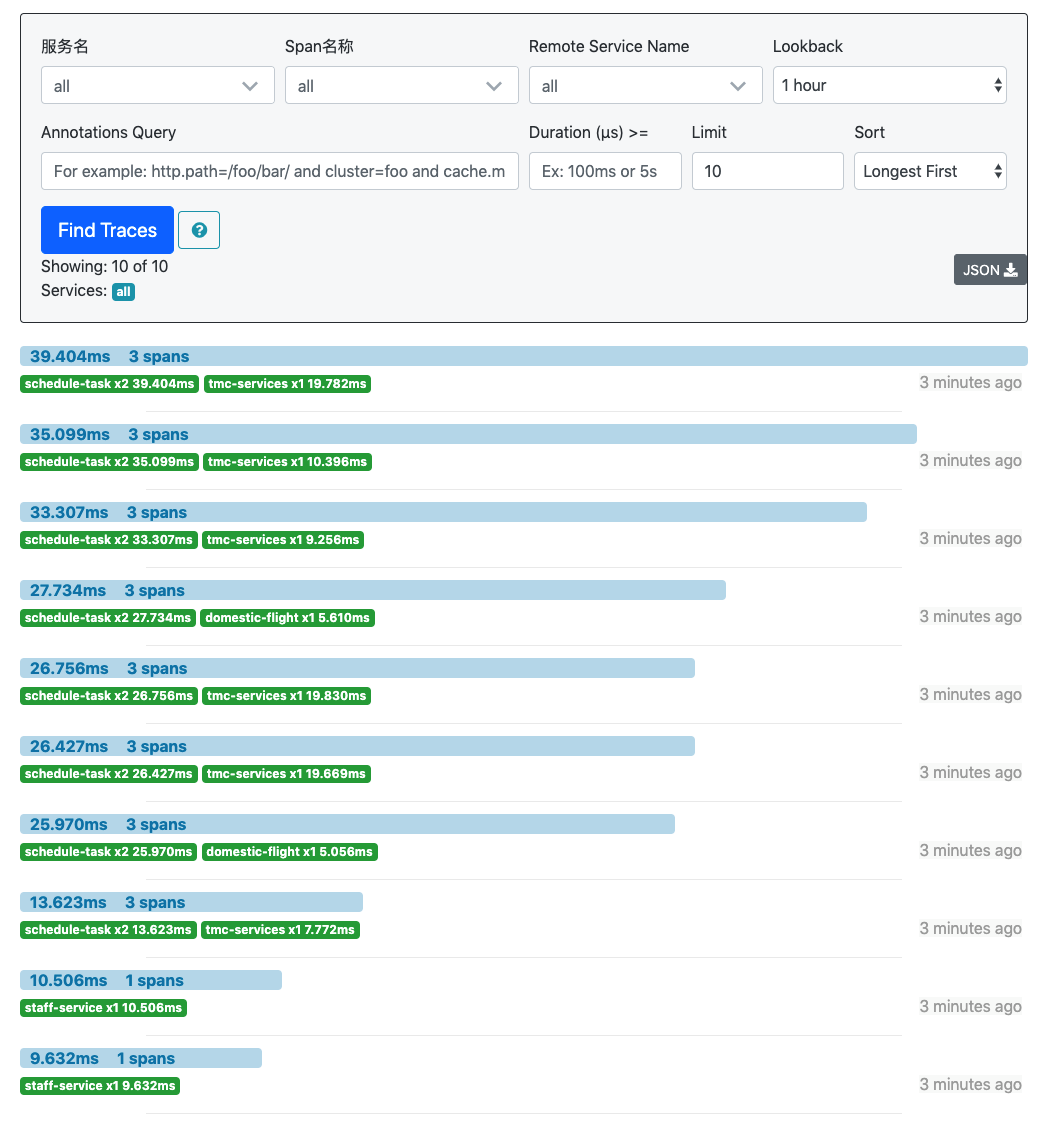 服务名 Span名称 Remote Service Name Lookback
all all all 1 hour
Annotations Query Duration (μs) >= Limit Sort
For example: http.path=/foo/bar/ and cluster=foo and cache.m Ex: 100ms or 5s 10 Longest First
Find Traces ?
Showing: 10 of 10
Services: all
JSON
39.404ms 3 spans
schedule-task x2 39.404ms tmc-services x1 19.782ms 3 minutes ago
35.099ms 3 spans
schedule-task x2 35.099ms tmc-services x1 10.396ms 3 minutes ago
33.307ms 3 spans
schedule-task x2 33.307ms tmc-services x1 9.256ms 3 minutes ago
27.734ms 3 spans
schedule-task x2 27.734ms domestic-flight x1 5.610ms 3 minutes ago
26.756ms 3 spans
schedule-task x2 26.756ms tmc-services x1 19.830ms 3 minutes ago
26.427ms 3 spans
schedule-task x2 26.427ms tmc-services x1 19.669ms 3 minutes ago
25.970ms 3 spans
schedule-task x2 25.970ms domestic-flight x1 5.056ms 3 minutes ago
13.623ms 3 spans
schedule-task x2 13.623ms tmc-services x1 7.772ms 3 minutes ago
10.506ms 1 spans
staff-service x1 10.506ms 3 minutes ago
9.632ms 1 spans
staff-service x1 9.632ms 3 minutes ago